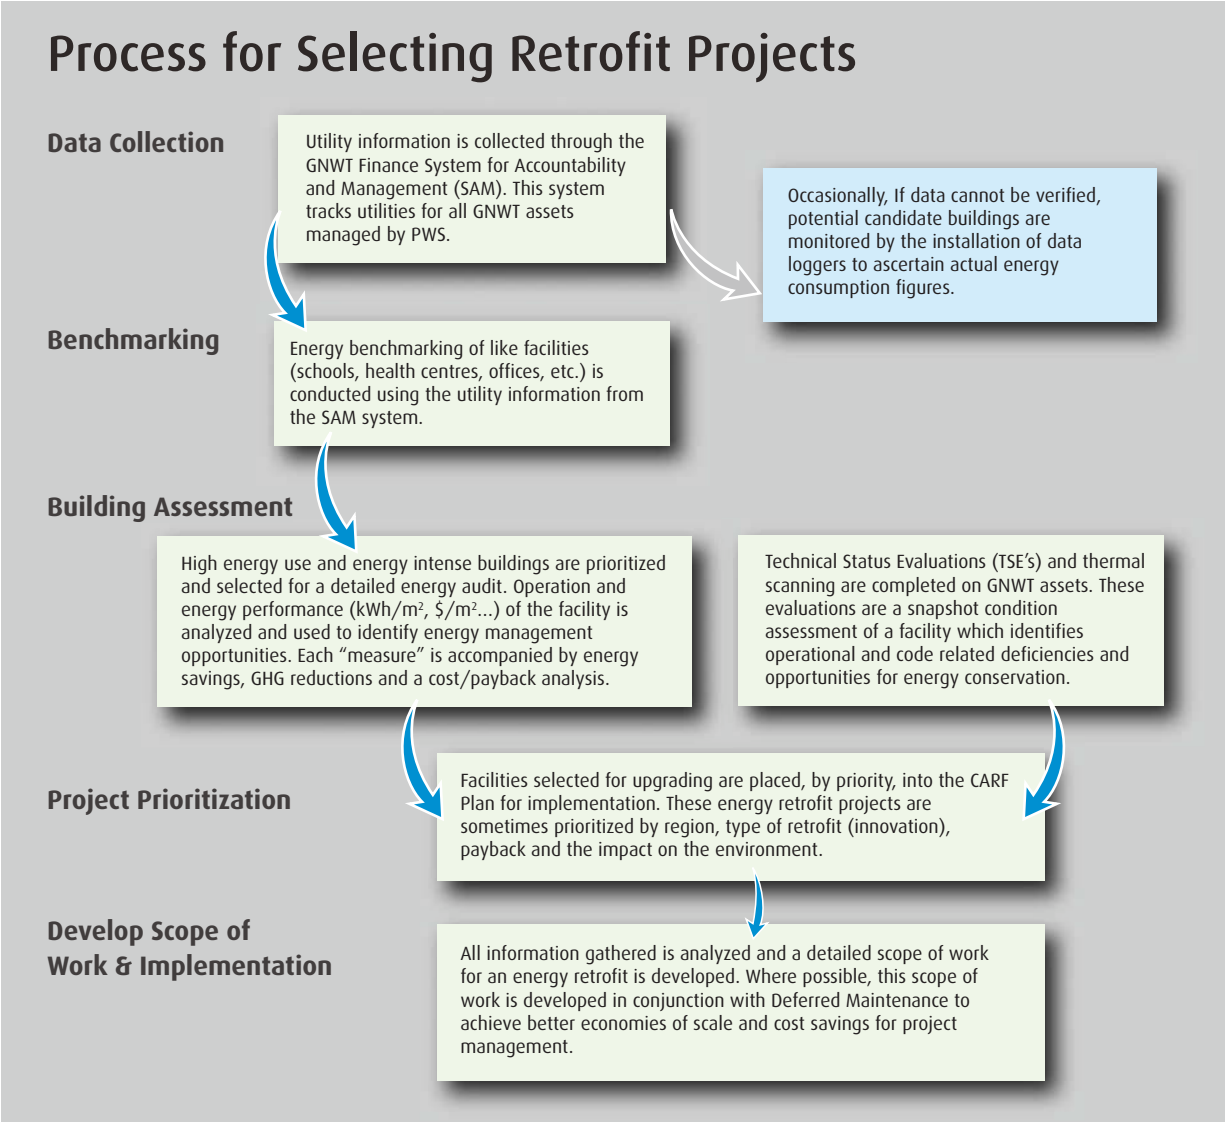 Process for Selecting Retrofit Projects
Data Collection
Utility information is collected through the
GNWT Finance System for Accountability
and Management (SAM). This system
tracks utilities for all GNWT assets
managed by PWS.
Occasionally, If data cannot be verified,
potential candidate buildings are
monitored by the installation of data
loggers to ascertain actual energy
consumption figures.
Benchmarking
Energy benchmarking of like facilities
(schools, health centres, offices, etc.) is
conducted using the utility information from
the SAM system.
Building Assessment
High energy use and energy intense buildings are prioritized
and selected for a detailed energy audit. Operation and
energy performance (kWh/m², $/m²...) of the facility is
analyzed and used to identify energy management
opportunities. Each “measure” is accompanied by energy
savings, GHG reductions and a cost/payback analysis.
Technical Status Evaluations (TSE’s) and thermal
scanning are completed on GNWT assets. These
evaluations are a snapshot condition
assessment of a facility which identifies
operational and code related deficiencies and
opportunities for energy conservation.
Project Prioritization
Facilities selected for upgrading are placed, by priority, into the CARF
Plan for implementation. These energy retrofit projects are
sometimes prioritized by region, type of retrofit (innovation),
payback and the impact on the environment.
Develop Scope of
Work & Implementation
All information gathered is analyzed and a detailed scope of work
for an energy retrofit is developed. Where possible, this scope of
work is developed in conjunction with Deferred Maintenance to
achieve better economies of scale and cost savings for project
management.